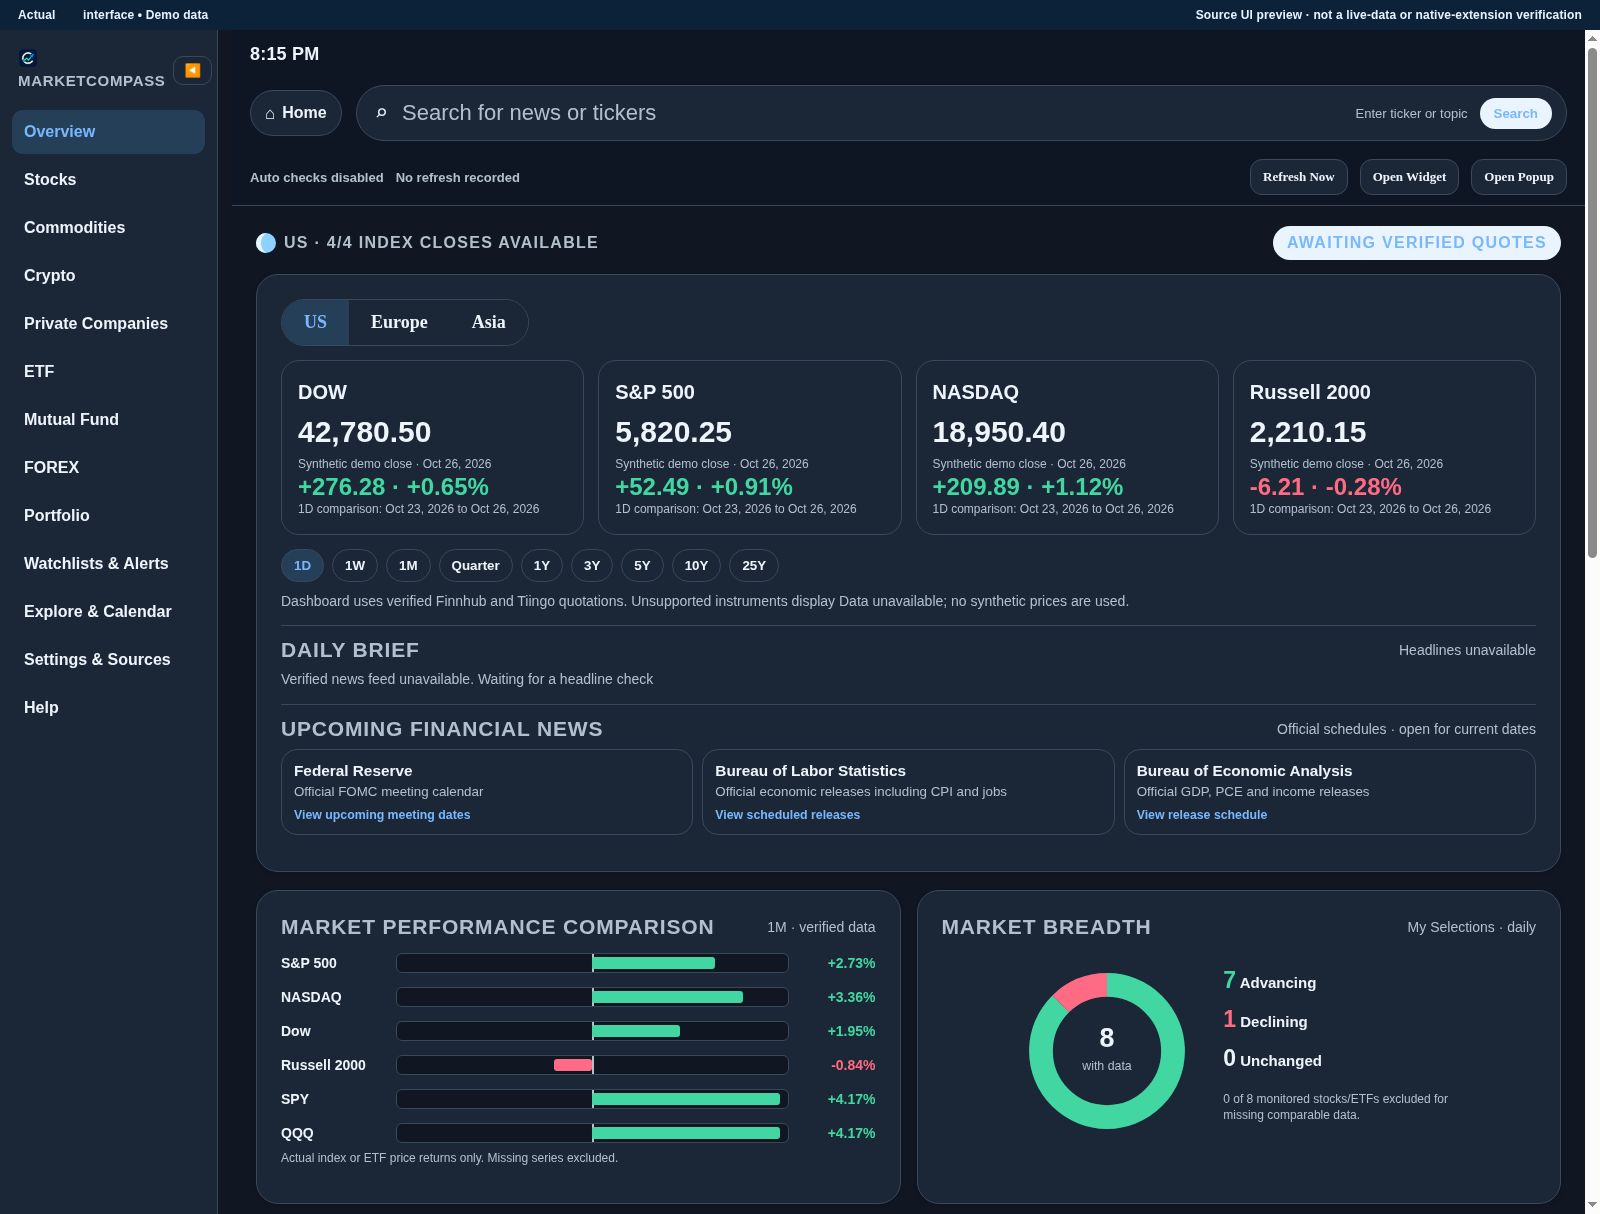 Actual interface • Demo data
Source UI preview · not a live-data or native-extension verification
MARKETCOMPASS
Overview
Stocks
Commodities
Crypto
Private Companies
ETF
Mutual Fund
FOREX
Portfolio
Watchlists & Alerts
Explore & Calendar
Settings & Sources
Help
8:15 PM
Home
Search for news or tickers
Enter ticker or topic
Search
Auto checks disabled No refresh recorded
Refresh Now
Open Widget
Open Popup
US · 4/4 INDEX CLOSES AVAILABLE
AWAITING VERIFIED QUOTES
US
Europe
Asia
DOW
42,780.50
Synthetic demo close · Oct 26, 2026
+276.28 · +0.65%
1D comparison: Oct 23, 2026 to Oct 26, 2026
S&P 500
5,820.25
Synthetic demo close · Oct 26, 2026
+52.49 · +0.91%
1D comparison: Oct 23, 2026 to Oct 26, 2026
NASDAQ
18,950.40
Synthetic demo close · Oct 26, 2026
+209.89 · +1.12%
1D comparison: Oct 23, 2026 to Oct 26, 2026
Russell 2000
2,210.15
Synthetic demo close · Oct 26, 2026
-6.21 · -0.28%
1D comparison: Oct 23, 2026 to Oct 26, 2026
1D
1W
1M
Quarter
1Y
3Y
5Y
10Y
25Y
Dashboard uses verified Finnhub and Tiingo quotations. Unsupported instruments display Data unavailable; no synthetic prices are used.
DAILY BRIEF
Headlines unavailable
Verified news feed unavailable. Waiting for a headline check
UPCOMING FINANCIAL NEWS
Official schedules · open for current dates
Federal Reserve
Official FOMC meeting calendar
View upcoming meeting dates
Bureau of Labor Statistics
Official economic releases including CPI and jobs
View scheduled releases
Bureau of Economic Analysis
Official GDP, PCE and income releases
View release schedule
MARKET PERFORMANCE COMPARISON
1M · verified data
S&P 500 +2.73%
NASDAQ +3.36%
Dow +1.95%
Russell 2000 -0.84%
SPY +4.17%
QQQ +4.17%
Actual index or ETF price returns only. Missing series excluded.
MARKET BREADTH
My Selections · daily
8
with data
7 Advancing
1 Declining
0 Unchanged
0 of 8 monitored stocks/ETFs excluded for
missing comparable data.